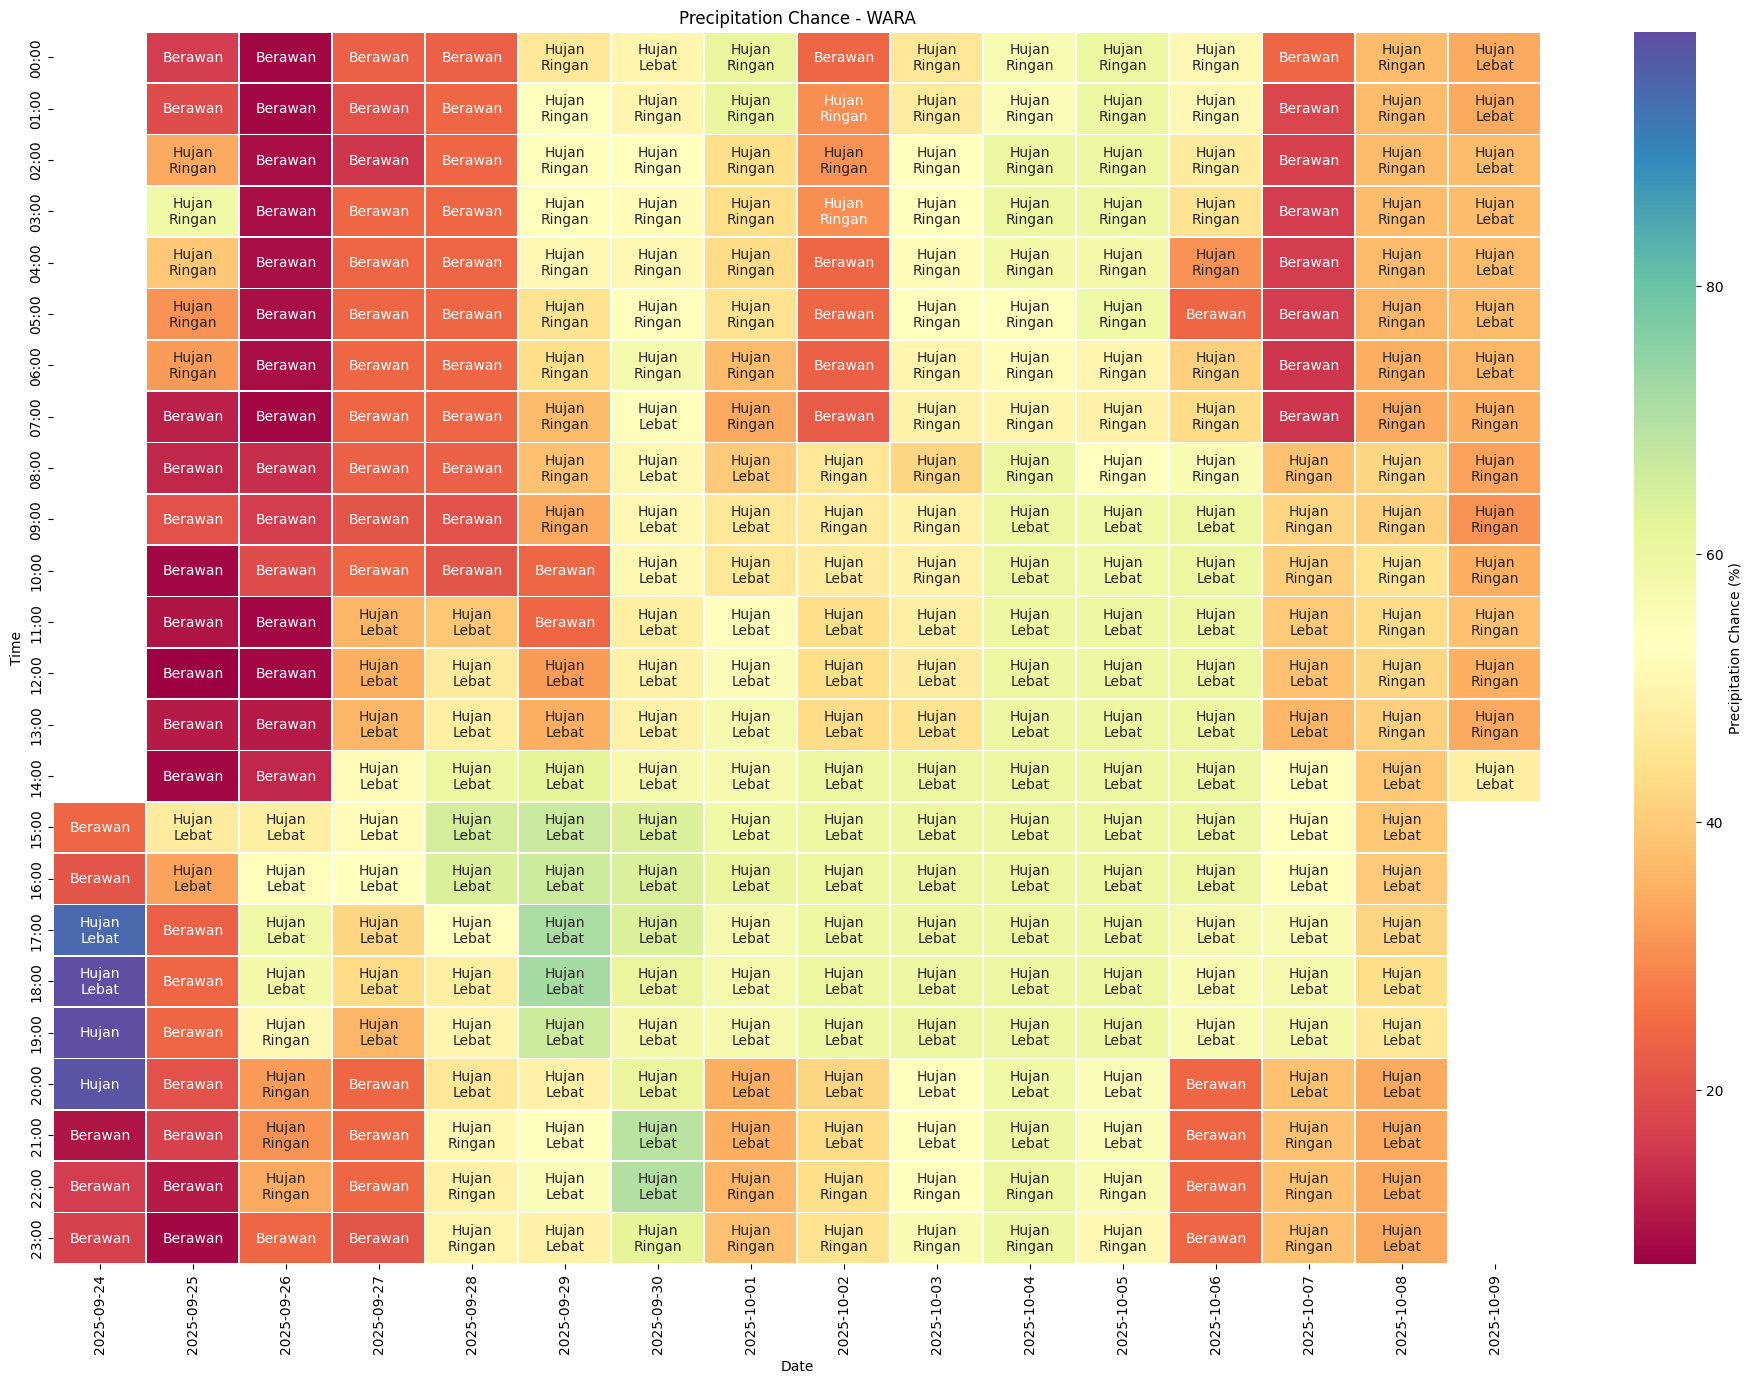 Precipitation Chance - WARA
00:00 Berawan Berawan Berawan Berawan Hujan Ringan Hujan Lebat Hujan Ringan Berawan Hujan Ringan Hujan Ringan Hujan Ringan Hujan Ringan Berawan Hujan Ringan Hujan Lebat
01:00 Berawan Berawan Berawan Berawan Hujan Ringan Hujan Ringan Hujan Ringan Hujan Ringan Hujan Ringan Hujan Ringan Hujan Ringan Hujan Ringan Berawan Hujan Ringan Hujan Lebat
02:00 Hujan Ringan Berawan Berawan Berawan Hujan Ringan Hujan Ringan Hujan Ringan Hujan Ringan Hujan Ringan Hujan Ringan Hujan Ringan Hujan Ringan Berawan Hujan Ringan Hujan Lebat
03:00 Hujan Ringan Berawan Berawan Berawan Hujan Ringan Hujan Ringan Hujan Ringan Hujan Ringan Hujan Ringan Hujan Ringan Hujan Ringan Hujan Ringan Berawan Hujan Ringan Hujan Lebat
04:00 Hujan Ringan Berawan Berawan Berawan Hujan Ringan Hujan Ringan Hujan Ringan Berawan Hujan Ringan Hujan Ringan Hujan Ringan Hujan Ringan Berawan Hujan Ringan Hujan Lebat
05:00 Hujan Ringan Berawan Berawan Berawan Hujan Ringan Hujan Ringan Hujan Ringan Berawan Hujan Ringan Hujan Ringan Hujan Ringan Berawan Berawan Hujan Ringan Hujan Lebat
06:00 Hujan Ringan Berawan Berawan Berawan Hujan Ringan Hujan Ringan Hujan Ringan Berawan Hujan Ringan Hujan Ringan Hujan Ringan Hujan Ringan Berawan Hujan Ringan Hujan Lebat
07:00 Berawan Berawan Berawan Berawan Hujan Ringan Hujan Lebat Hujan Ringan Berawan Hujan Ringan Hujan Ringan Hujan Ringan Hujan Ringan Berawan Hujan Ringan Hujan Ringan
08:00 Berawan Berawan Berawan Berawan Hujan Ringan Hujan Lebat Hujan Lebat Hujan Ringan Hujan Ringan Hujan Ringan Hujan Ringan Hujan Ringan Hujan Ringan Hujan Ringan Hujan Ringan
09:00 Berawan Berawan Berawan Berawan Hujan Ringan Hujan Lebat Hujan Lebat Hujan Ringan Hujan Ringan Hujan Lebat Hujan Lebat Hujan Lebat Hujan Ringan Hujan Ringan Hujan Ringan
10:00 Berawan Berawan Berawan Berawan Berawan Hujan Lebat Hujan Lebat Hujan Lebat Hujan Ringan Hujan Lebat Hujan Lebat Hujan Lebat Hujan Ringan Hujan Ringan Hujan Ringan
11:00 Berawan Berawan Hujan Lebat Hujan Lebat Berawan Hujan Lebat Hujan Lebat Hujan Lebat Hujan Lebat Hujan Lebat Hujan Lebat Hujan Lebat Hujan Lebat Hujan Ringan Hujan Ringan
12:00 Berawan Berawan Hujan Lebat Hujan Lebat Hujan Lebat Hujan Lebat Hujan Lebat Hujan Lebat Hujan Lebat Hujan Lebat Hujan Lebat Hujan Lebat Hujan Lebat Hujan Ringan Hujan Ringan
13:00 Berawan Berawan Hujan Lebat Hujan Lebat Hujan Lebat Hujan Lebat Hujan Lebat Hujan Lebat Hujan Lebat Hujan Lebat Hujan Lebat Hujan Lebat Hujan Lebat Hujan Ringan Hujan Ringan
14:00 Berawan Berawan Hujan Lebat Hujan Lebat Hujan Lebat Hujan Lebat Hujan Lebat Hujan Lebat Hujan Lebat Hujan Lebat Hujan Lebat Hujan Lebat Hujan Lebat Hujan Lebat Hujan Lebat
15:00 Berawan Hujan Lebat Hujan Lebat Hujan Lebat Hujan Lebat Hujan Lebat Hujan Lebat Hujan Lebat Hujan Lebat Hujan Lebat Hujan Lebat Hujan Lebat Hujan Lebat Hujan Lebat Hujan Lebat
16:00 Berawan Hujan Lebat Hujan Lebat Hujan Lebat Hujan Lebat Hujan Lebat Hujan Lebat Hujan Lebat Hujan Lebat Hujan Lebat Hujan Lebat Hujan Lebat Hujan Lebat Hujan Lebat Hujan Lebat
17:00 Hujan Lebat Berawan Hujan Lebat Hujan Lebat Hujan Lebat Hujan Lebat Hujan Lebat Hujan Lebat Hujan Lebat Hujan Lebat Hujan Lebat Hujan Lebat Hujan Lebat Hujan Lebat Hujan Lebat
18:00 Hujan Lebat Berawan Hujan Lebat Hujan Lebat Hujan Lebat Hujan Lebat Hujan Lebat Hujan Lebat Hujan Lebat Hujan Lebat Hujan Lebat Hujan Lebat Hujan Lebat Hujan Lebat Hujan Lebat
19:00 Hujan Berawan Hujan Ringan Hujan Lebat Hujan Lebat Hujan Lebat Hujan Lebat Hujan Lebat Hujan Lebat Hujan Lebat Hujan Lebat Hujan Lebat Hujan Lebat Hujan Lebat Hujan Lebat
20:00 Hujan Berawan Hujan Ringan Berawan Hujan Lebat Hujan Lebat Hujan Lebat Hujan Lebat Hujan Lebat Hujan Lebat Hujan Lebat Hujan Lebat Berawan Hujan Lebat Hujan Lebat
21:00 Berawan Berawan Hujan Ringan Berawan Hujan Ringan Hujan Lebat Hujan Lebat Hujan Lebat Hujan Lebat Hujan Lebat Hujan Lebat Hujan Lebat Berawan Hujan Ringan Hujan Lebat
22:00 Berawan Berawan Hujan Ringan Berawan Hujan Ringan Hujan Lebat Hujan Lebat Hujan Ringan Hujan Ringan Hujan Ringan Hujan Ringan Hujan Ringan Berawan Hujan Ringan Hujan Lebat
23:00 Berawan Berawan Berawan Berawan Hujan Ringan Hujan Lebat Hujan Ringan Hujan Ringan Hujan Ringan Hujan Ringan Hujan Ringan Hujan Ringan Berawan Hujan Ringan Hujan Lebat
2025-09-24 2025-09-25 2025-09-26 2025-09-27 2025-09-28 2025-09-29 2025-09-30 2025-10-01 2025-10-02 2025-10-03 2025-10-04 2025-10-05 2025-10-06 2025-10-07 2025-10-08 2025-10-09
Date
Time
80
60
40
20
Precipitation Chance (%)